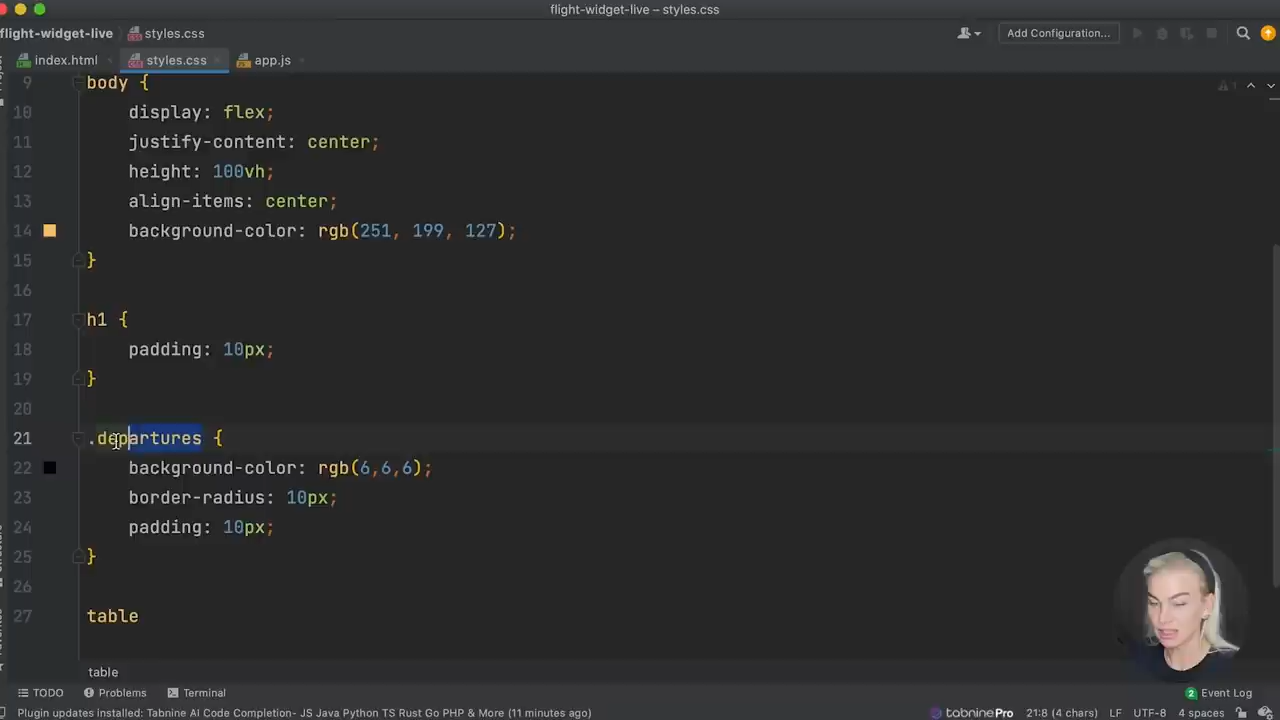 flight-widget-live – styles.css
flight-widget-live
styles.css
Add Configuration...
index.html
styles.css
app.js
9 body {
10 display: flex;
11 justify-content: center;
12 height: 100vh;
13 align-items: center;
14 background-color: rgb(251, 199, 127);
15 }
16
17 h1 {
18 padding: 10px;
19 }
20
21 .departures {
22 background-color: rgb(6,6,6);
23 border-radius: 10px;
24 padding: 10px;
25 }
26
27 table
table
TODO
Problems
Terminal
2 Event Log
Plugin updates installed: Tabnine AI Code Completion- JS Java Python TS Rust Go PHP & More (11 minutes ago)
tabninePro
21:8 (4 chars)
LF
UTF-8
4 spaces